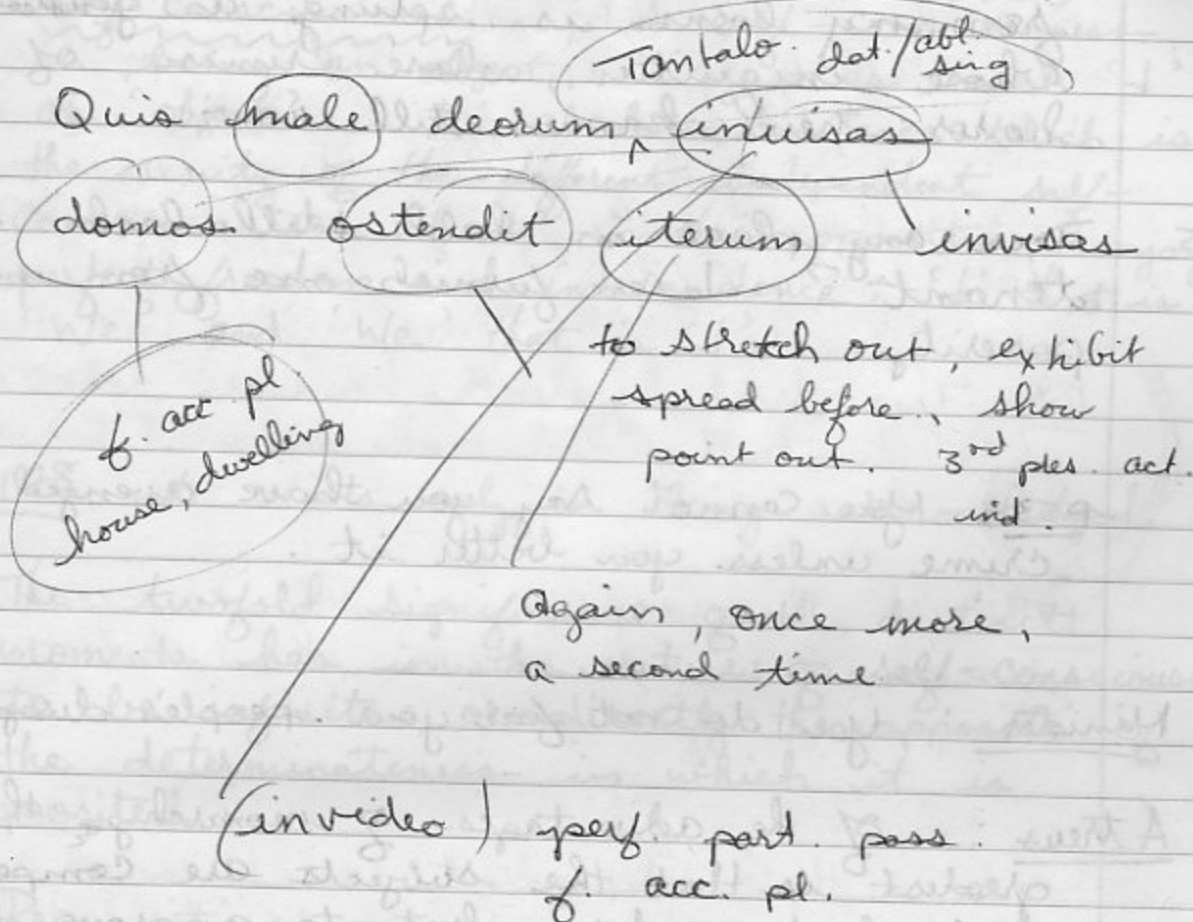 Tantalo. dat./abl.
sing
Quis male deorum ^ inuisas
domos ostendit iterum invisas
f. acc pl
house, dwelling
to stretch out, exhibit
spread before, show
point out. 3rd ples. act.
ind.
Again, once more,
a second time
(invideo) perf. part. pass.
f. acc. pl.